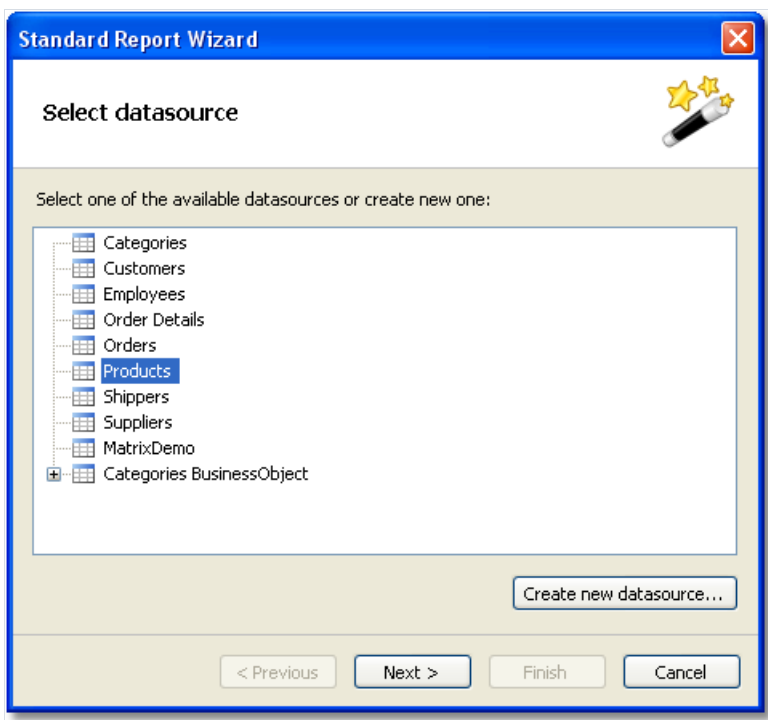 Standard Report Wizard
Select datasource
Select one of the available datasources or create new one:
Categories
Customers
Employees
Order Details
Orders
Products
Shippers
Suppliers
MatrixDemo
Categories BusinessObject
Create new datasource...
< Previous Next > Finish Cancel